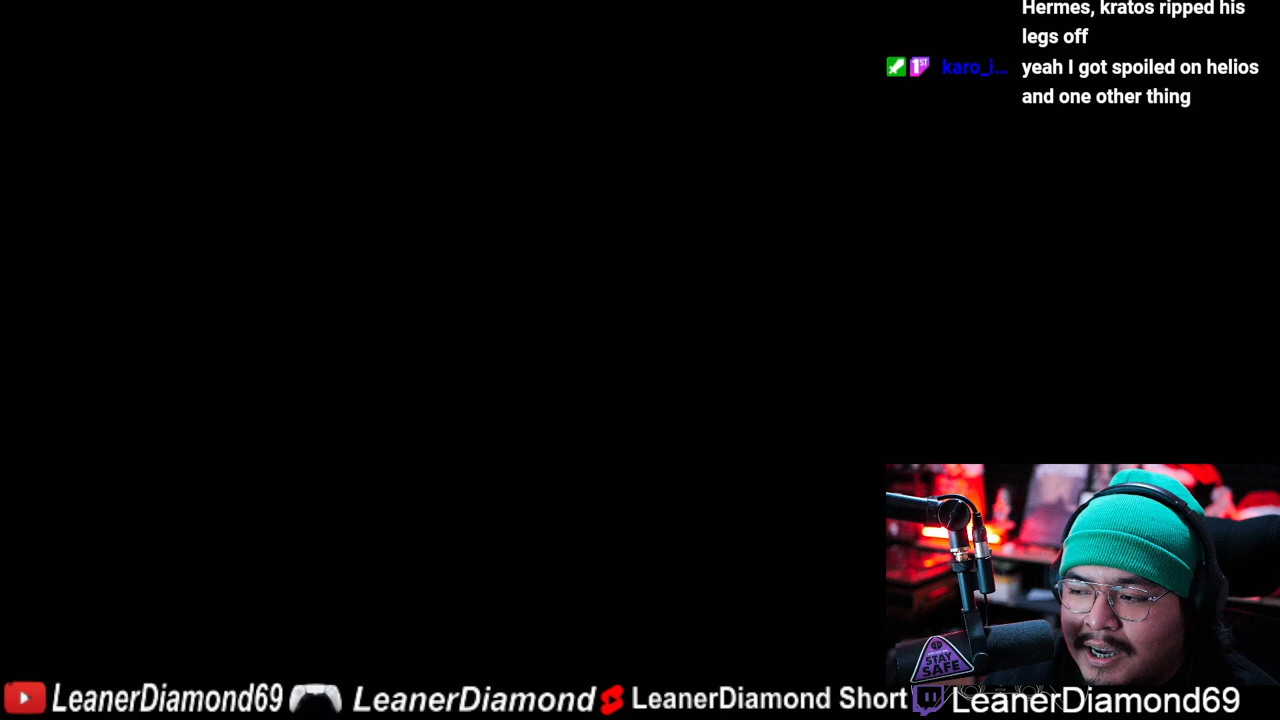 Hermes, kratos ripped his
legs off
karo_i... yeah I got spoiled on helios
and one other thing
1ST
STAY
SAFE
LeanerDiamond69 LeanerDiamond LeanerDiamond Short LeanerDiamond69